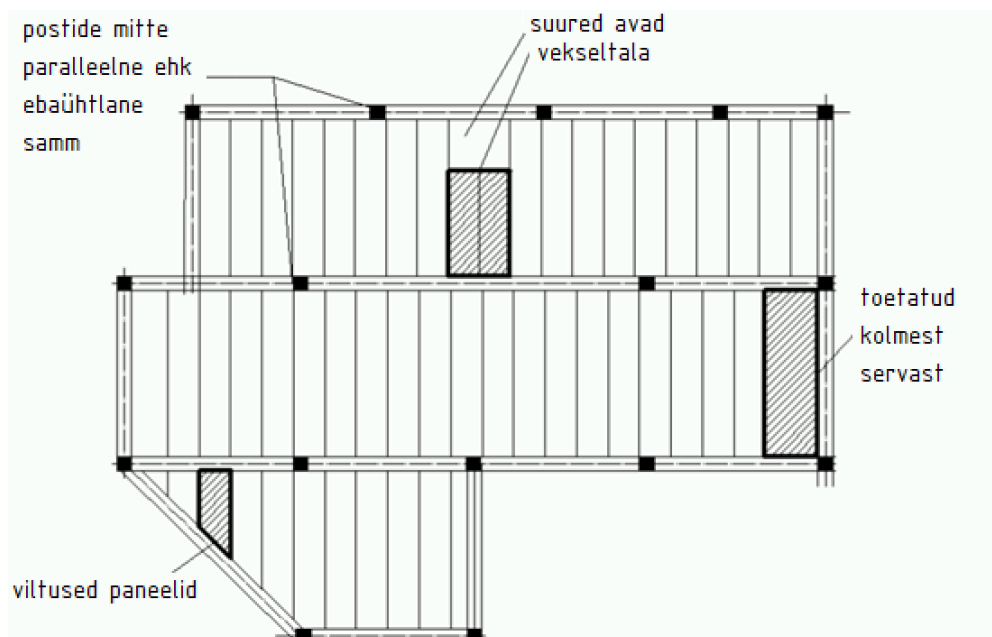 postide mitte
paralleelne ehk
ebaühtlane
samm
suured avad
vekseltala
toetatud
kolmest
servast
viltused paneelid